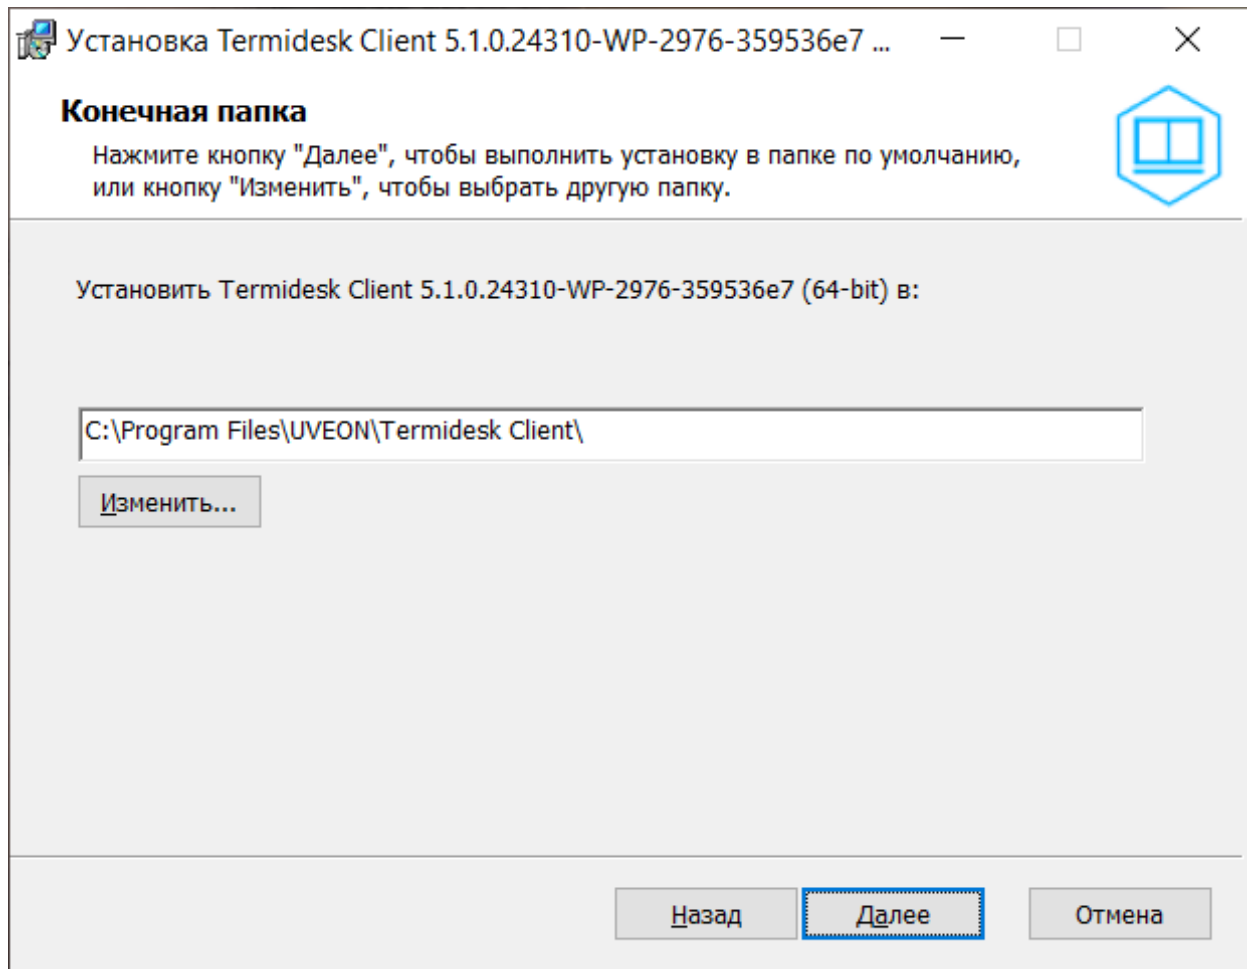 Установка Termidesk Client 5.1.0.24310-WP-2976-359536e7 ...
Конечная папка
Нажмите кнопку "Далее", чтобы выполнить установку в папке по умолчанию,
или кнопку "Изменить", чтобы выбрать другую папку.
Установить Termidesk Client 5.1.0.24310-WP-2976-359536e7 (64-bit) в:
C:\Program Files\UVEON\Termidesk Client\
Изменить...
Назад Далее Отмена